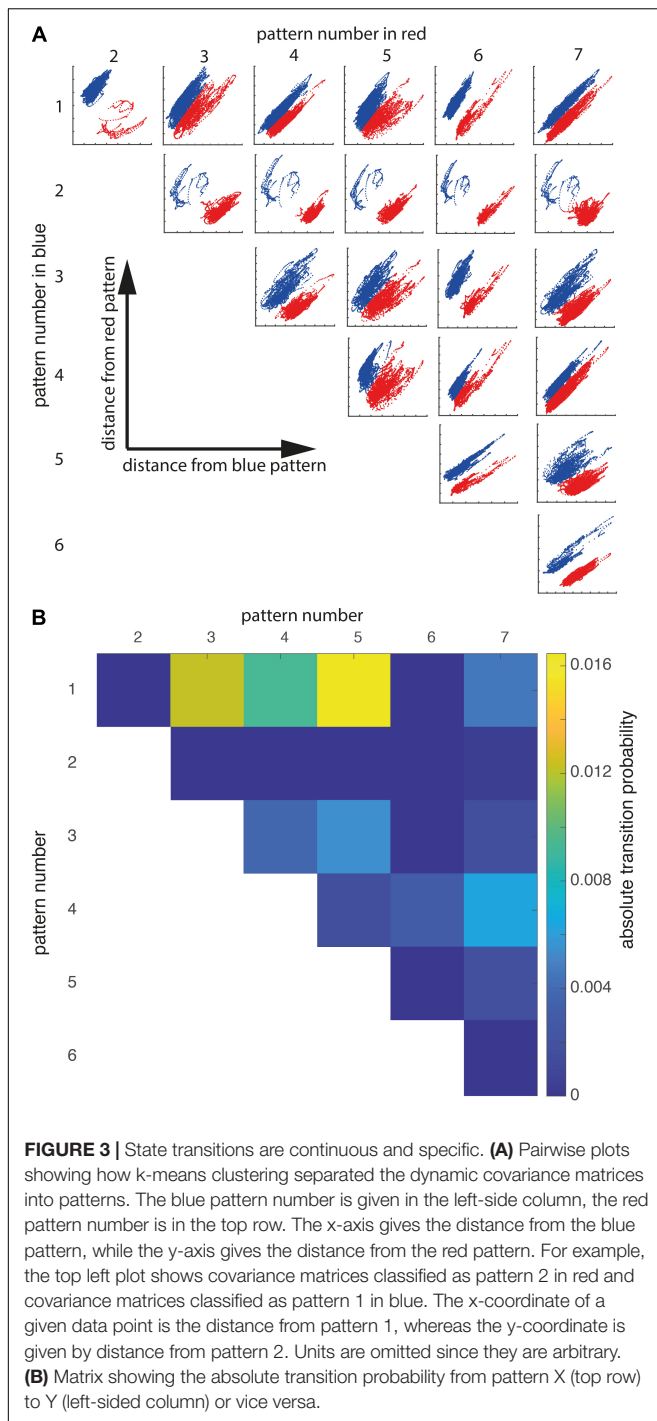 A
pattern number in red
2 3 4 5 6 7
1
2
3
4
5
6
pattern number in blue
distance from red pattern
distance from blue pattern
B
pattern number
2 3 4 5 6 7
1
2
3
4
5
6
pattern number
0.016
0.012
0.008
0.004
0
absolute transition probability
FIGURE 3 | State transitions are continuous and specific. (A) Pairwise plots
showing how k-means clustering separated the dynamic covariance matrices
into patterns. The blue pattern number is given in the left-side column, the red
pattern number is in the top row. The x-axis gives the distance from the blue
pattern, while the y-axis gives the distance from the red pattern. For example,
the top left plot shows covariance matrices classified as pattern 2 in red and
covariance matrices classified as pattern 1 in blue. The x-coordinate of a
given data point is the distance from pattern 1, whereas the y-coordinate is
given by distance from pattern 2. Units are omitted since they are arbitrary.
(B) Matrix showing the absolute transition probability from pattern X (top row)
to Y (left-sided column) or vice versa.